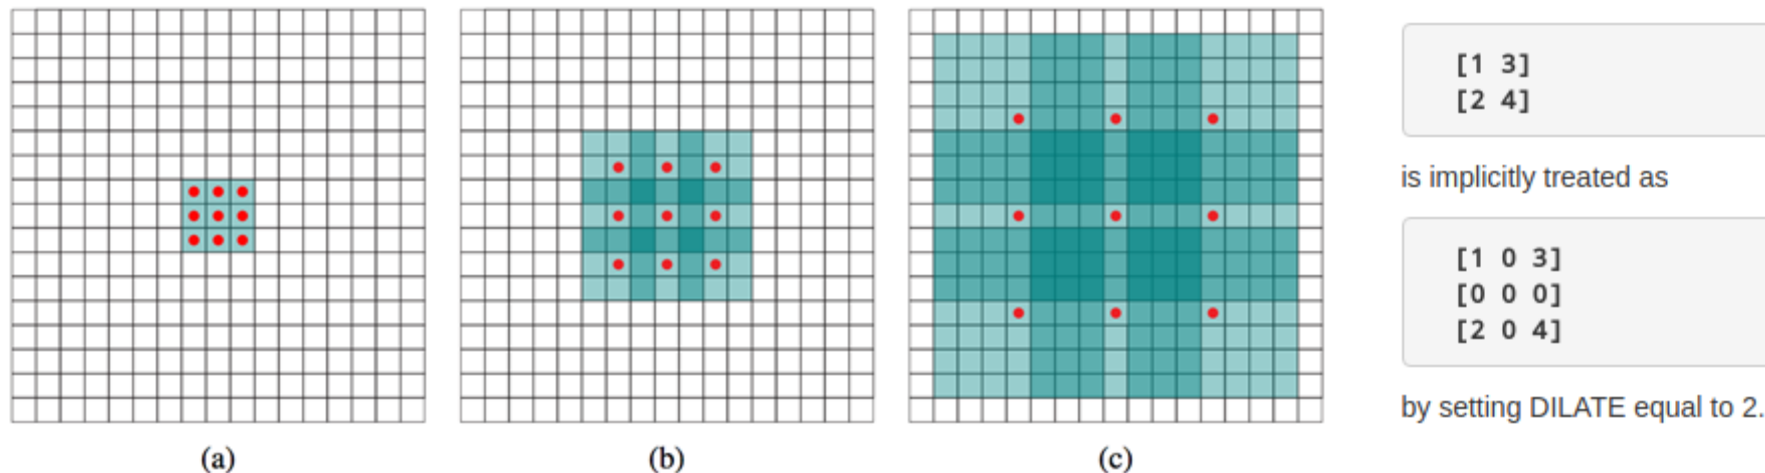 (a)
(b)
(c)
[1 3]
[2 4]
is implicitly treated as
[1 0 3]
[0 0 0]
[2 0 4]
by setting DILATE equal to 2.